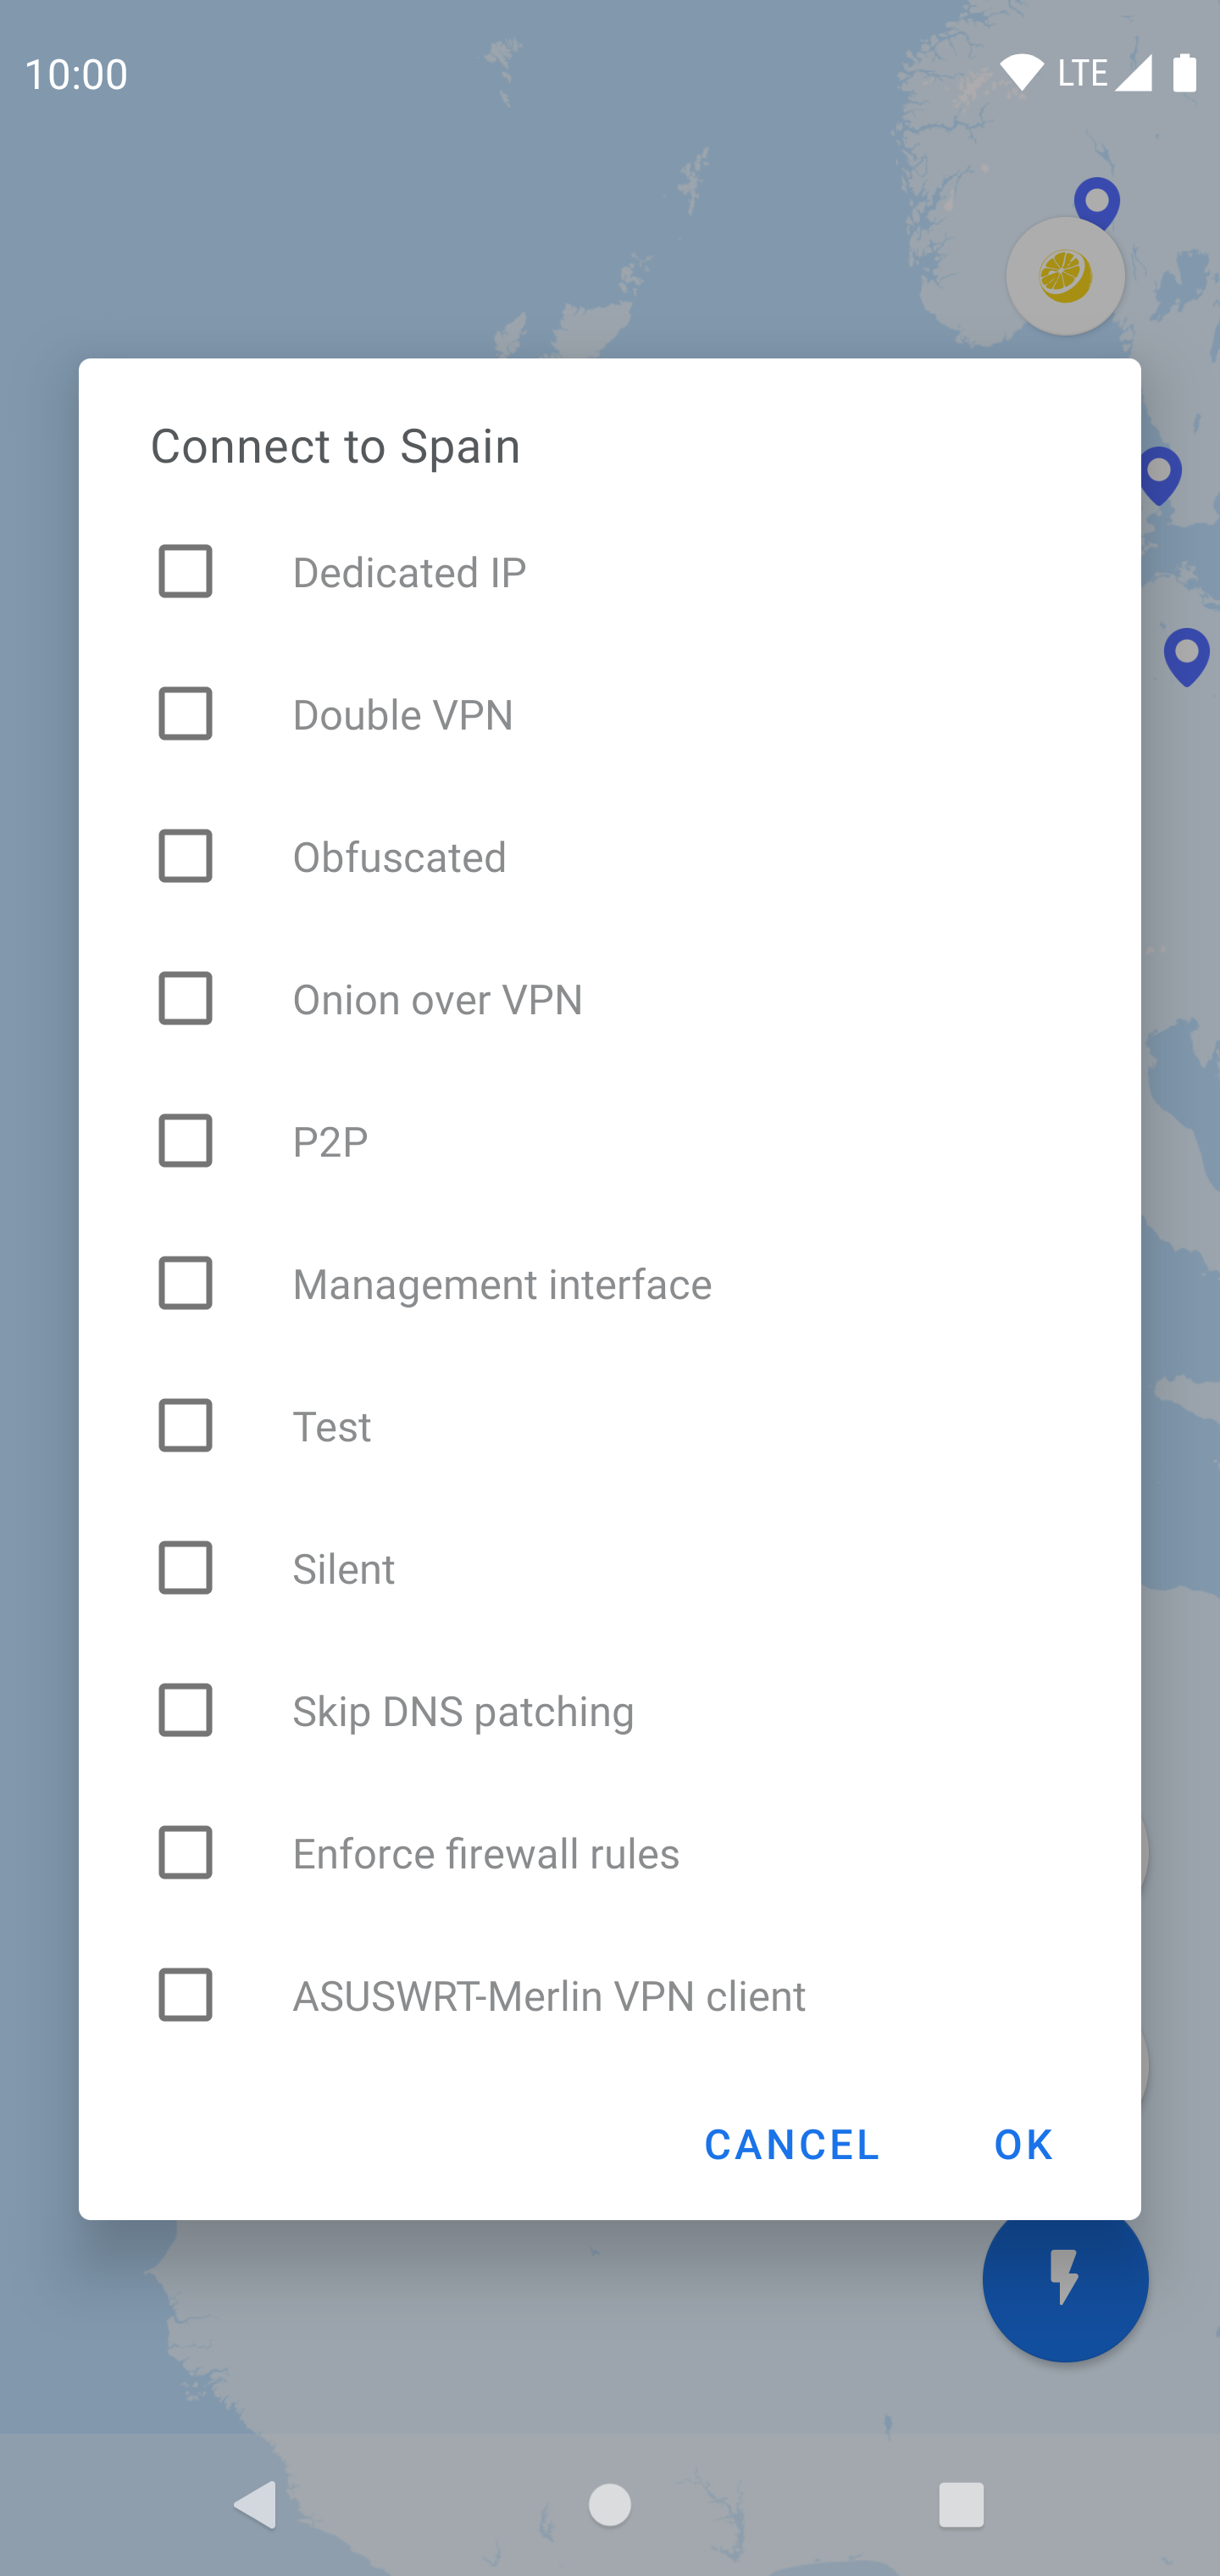 10:00
LTE
Connect to Spain
Dedicated IP
Double VPN
Obfuscated
Onion over VPN
P2P
Management interface
Test
Silent
Skip DNS patching
Enforce firewall rules
ASUSWRT-Merlin VPN client
CANCEL OK